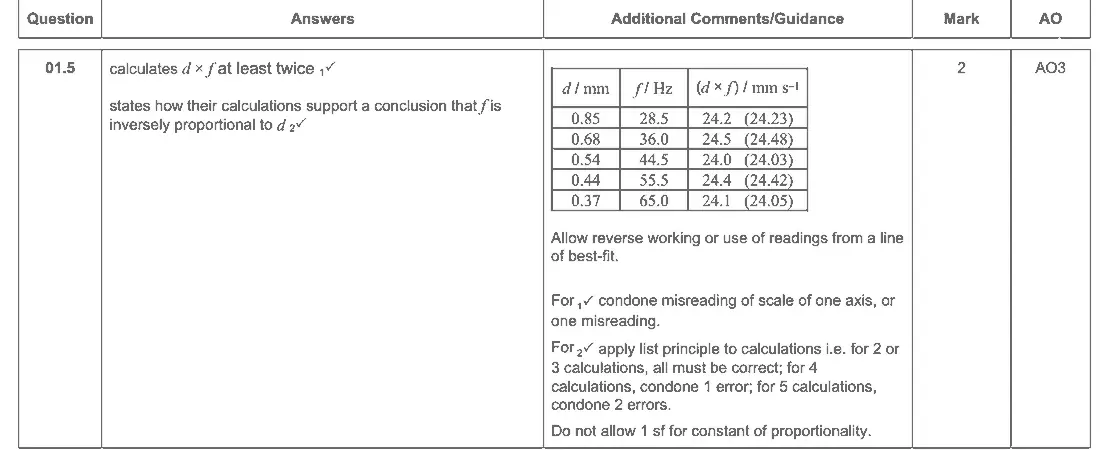 Question Answers Additional Comments/Guidance Mark AO
01.5 calculates d × f at least twice ₁✓ 2 AO3
states how their calculations support a conclusion that f is
inversely proportional to d ₂✓
d / mm f / Hz (d × f) / mm s⁻¹
0.85 28.5 24.2 (24.23)
0.68 36.0 24.5 (24.48)
0.54 44.5 24.0 (24.03)
0.44 55.5 24.4 (24.42)
0.37 65.0 24.1 (24.05)
Allow reverse working or use of readings from a line
of best-fit.
For ₁✓ condone misreading of scale of one axis, or
one misreading.
For ₂✓ apply list principle to calculations i.e. for 2 or
3 calculations, all must be correct; for 4
calculations, condone 1 error; for 5 calculations,
condone 2 errors.
Do not allow 1 sf for constant of proportionality.